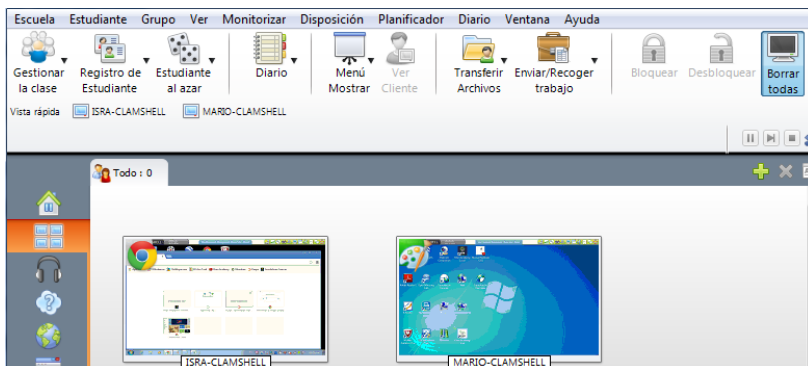 Escuela Estudiante Grupo Ver Monitorizar Disposición Planificador Diario Ventana Ayuda
Gestionar la clase
Registro de Estudiante
Estudiante al azar
Diario
Menú Mostrar
Ver Cliente
Transferir Archivos
Enviar/Recoger trabajo
Bloquear
Desbloquear
Borrar todas
Vista rápida ISRA-CLAMSHELL MARIO-CLAMSHELL
Todo : 0
ISRA-CLAMSHELL MARIO-CLAMSHELL